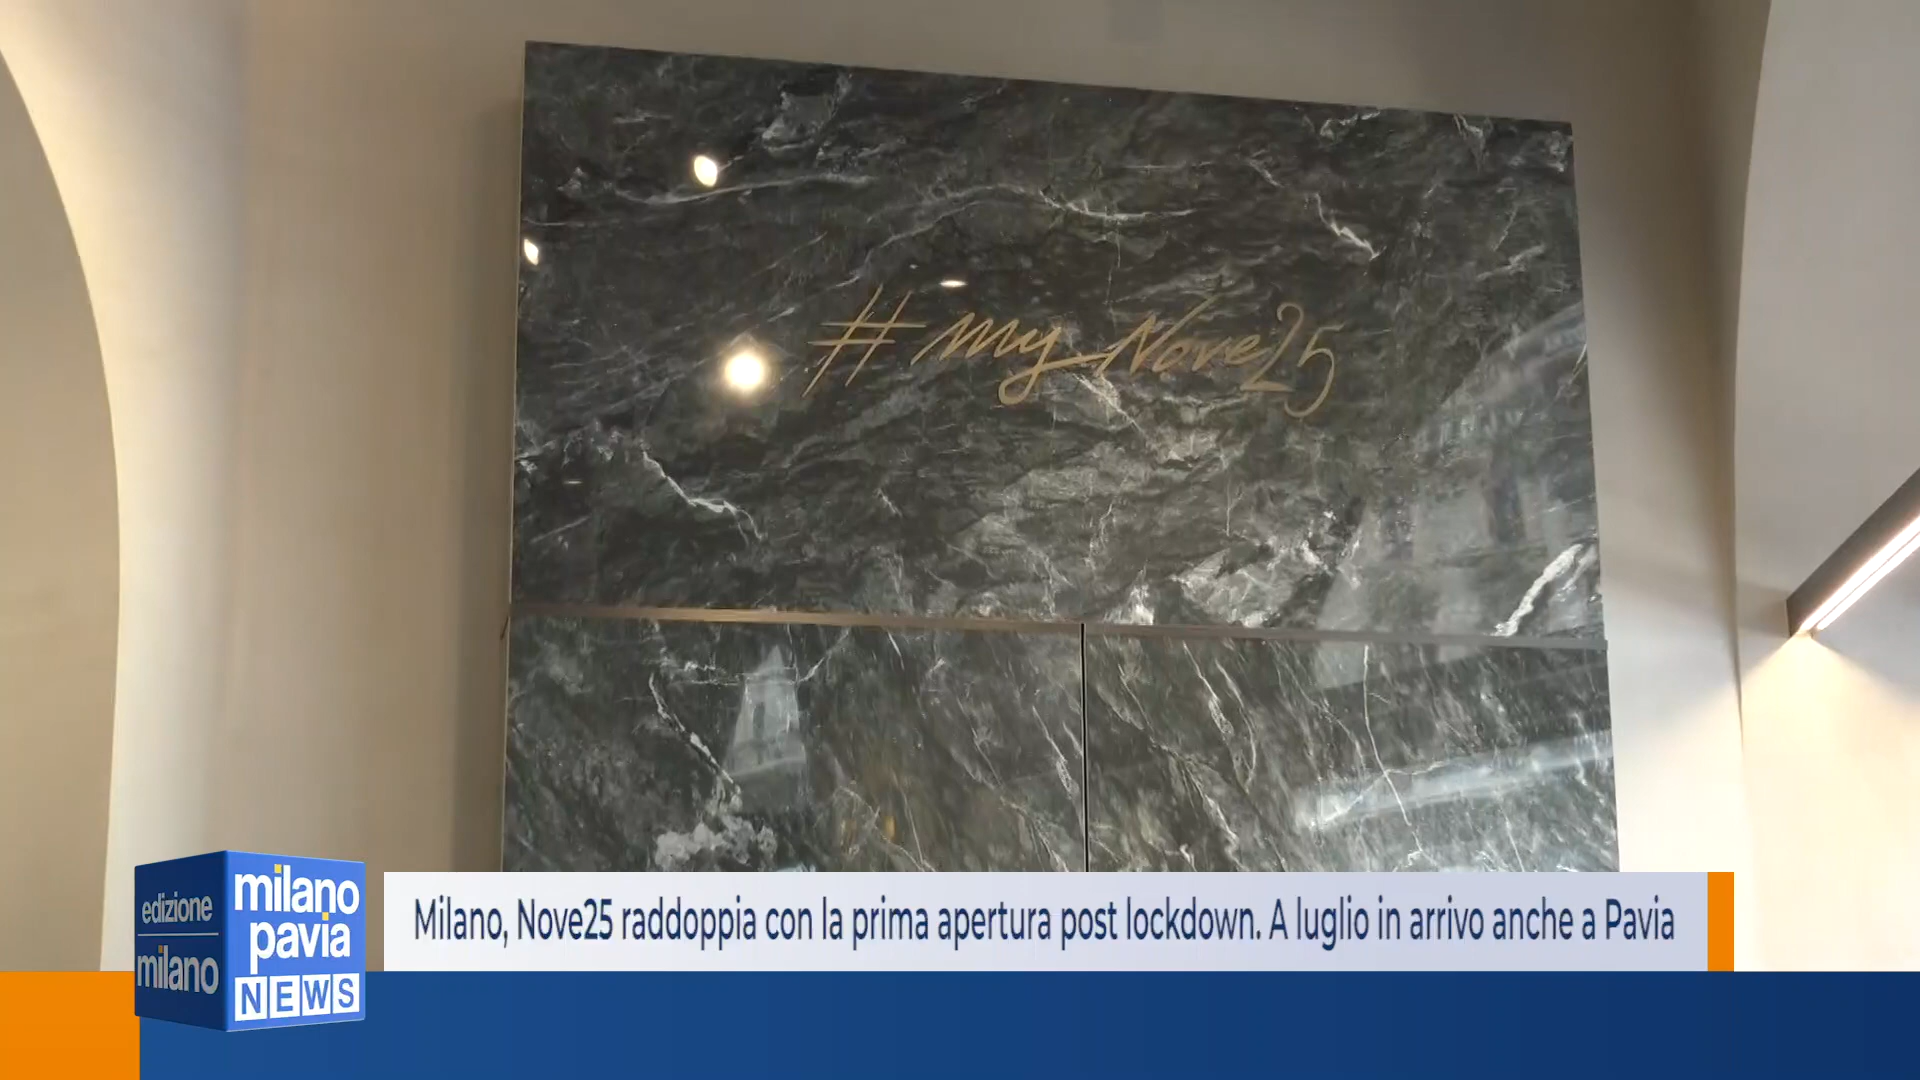 #myNove25
edizione
milano
milano
pavia
NEWS
Milano, Nove25 raddoppia con la prima apertura post lockdown. A luglio in arrivo anche a Pavia